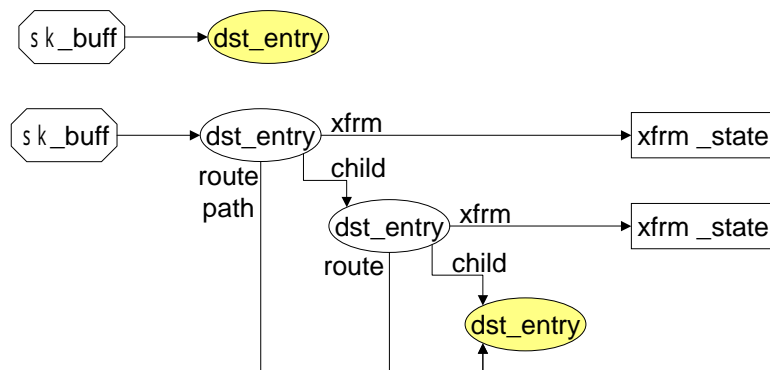 sk_buff dst_entry
sk_buff dst_entry xfrm xfrm _state
route child
path
dst_entry xfrm xfrm _state
route child
dst_entry